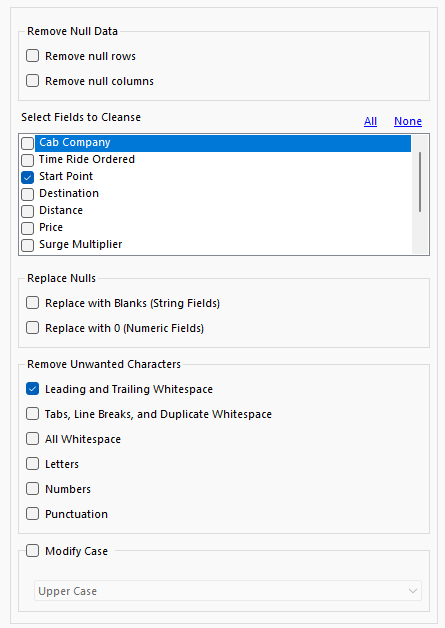 Remove Null Data
Remove null rows
Remove null columns
Select Fields to Cleanse All None
Cab Company
Time Ride Ordered
Start Point
Destination
Distance
Price
Surge Multiplier
Replace Nulls
Replace with Blanks (String Fields)
Replace with 0 (Numeric Fields)
Remove Unwanted Characters
Leading and Trailing Whitespace
Tabs, Line Breaks, and Duplicate Whitespace
All Whitespace
Letters
Numbers
Punctuation
Modify Case
Upper Case